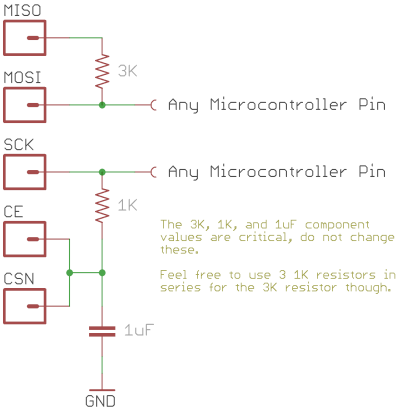 MISO
3K
MOSI
Any Microcontroller Pin
SCK
Any Microcontroller Pin
1K
CE
The 3K, 1K, and 1uF component
values are critical, do not change
these.
Feel free to use 3 1K resistors in
series for the 3K resistor though.
CSN
1uF
GND